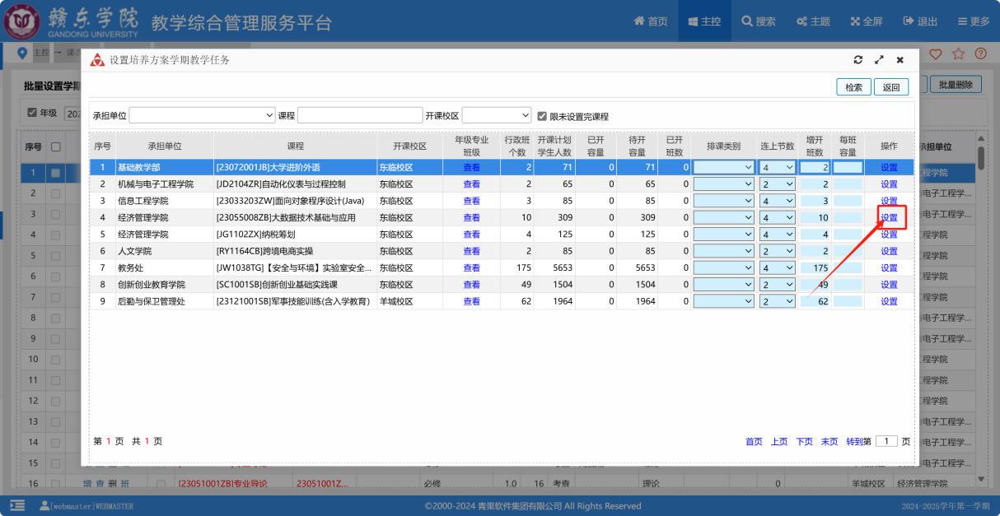 赣东学院 教学综合管理服务平台
GANDONG UNIVERSITY
首页 主控 搜索 主题 全屏 退出 更多
主控 → 课
设置培养方案学期教学任务
检索 返回
批量设置学期
批量删除
承担单位 课程 开课校区 限未设置完课程
年级 202
序号 承担单位 课程 开课校区 年级专业班级 行政班个数 开课计划学生人数 已开容量 待开容量 已开班数 排课类别 连上节数 增开班数 每班容量 操作
1 基础教学部 [23072001JB]大学进阶外语 东临校区 查看 2 71 0 71 0 4 2 设置
2 机械与电子工程学院 [JD2104ZR]自动化仪表与过程控制 东临校区 查看 2 65 0 65 0 2 2 设置
3 信息工程学院 [23033203ZW]面向对象程序设计(Java) 东临校区 查看 3 85 0 85 0 4 3 设置
4 经济管理学院 [23055008ZB]大数据技术基础与应用 东临校区 查看 10 309 0 309 0 4 10 设置
5 经济管理学院 [JG1102ZX]纳税筹划 东临校区 查看 4 125 0 125 0 4 4 设置
6 人文学院 [RY1164CB]跨境电商实操 东临校区 查看 2 85 0 85 0 2 2 设置
7 教务处 [JW1038TG]【安全与环境】实验室安全... 东临校区 查看 175 5653 0 5653 0 4 175 设置
8 创新创业教育学院 [SC1001SB]创新创业基础实践课 东临校区 查看 49 1504 0 1504 0 2 49 设置
9 后勤与保卫管理处 [23121001SB]军事技能训练(含入学教育) 羊城校区 查看 62 1964 0 1964 0 2 62 设置
第 1 页 共 1 页
首页 上页 下页 末页 转到第 1 页
序号 承担单位
1 程学院
2 电子工程学...
3 电子工程学...
4 程学院
5 程学院
6 程学院
7 程学院
8 电子工程学...
9 电子工程学...
10 程学院
11 程学院
12 程学院
13 电子工程学...
14 电子工程学...
15
16 增 查 删 班 [23051001ZB]专业导论 23051001Z... 必修 1.0 16 考查 理论 0 羊城校区 经济管理学院
[webmaster]WEBMASTER
©2000-2024 青果软件集团有限公司 All Rights Reserved
2024-2025学年第一学期